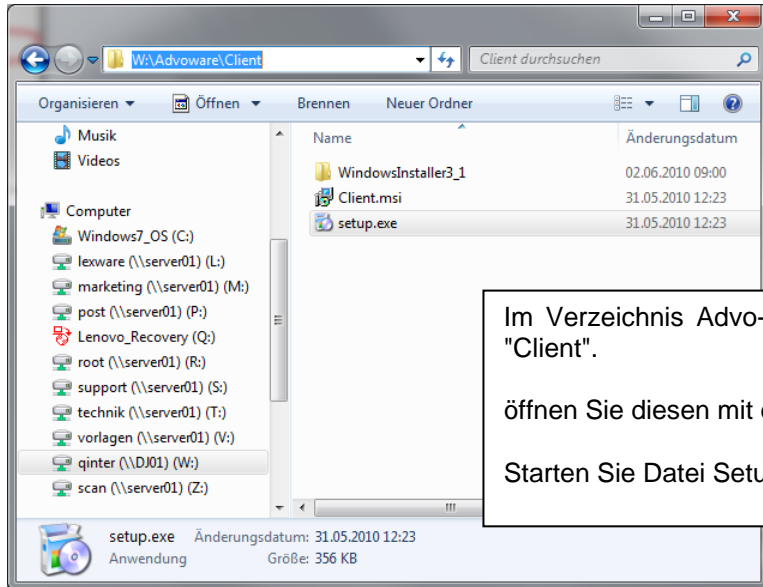 W:\Advoware\Client
Client durchsuchen
Organisieren
Öffnen
Brennen
Neuer Ordner
Musik
Videos
Computer
Windows7_OS (C:)
lexware (\\server01) (L:)
marketing (\\server01) (M:)
post (\\server01) (P:)
Lenovo_Recovery (Q:)
root (\\server01) (R:)
support (\\server01) (S:)
technik (\\server01) (T:)
vorlagen (\\server01) (V:)
qinter (\\DJ01) (W:)
scan (\\server01) (Z:)
Name Änderungsdatum
WindowsInstaller3_1 02.06.2010 09:00
Client.msi 31.05.2010 12:23
setup.exe 31.05.2010 12:23
Im Verzeichnis Advo-
"Client".
öffnen Sie diesen mit
Starten Sie Datei
setup.exe Änderungsdatum: 31.05.2010 12:23
Anwendung Größe: 356 KB